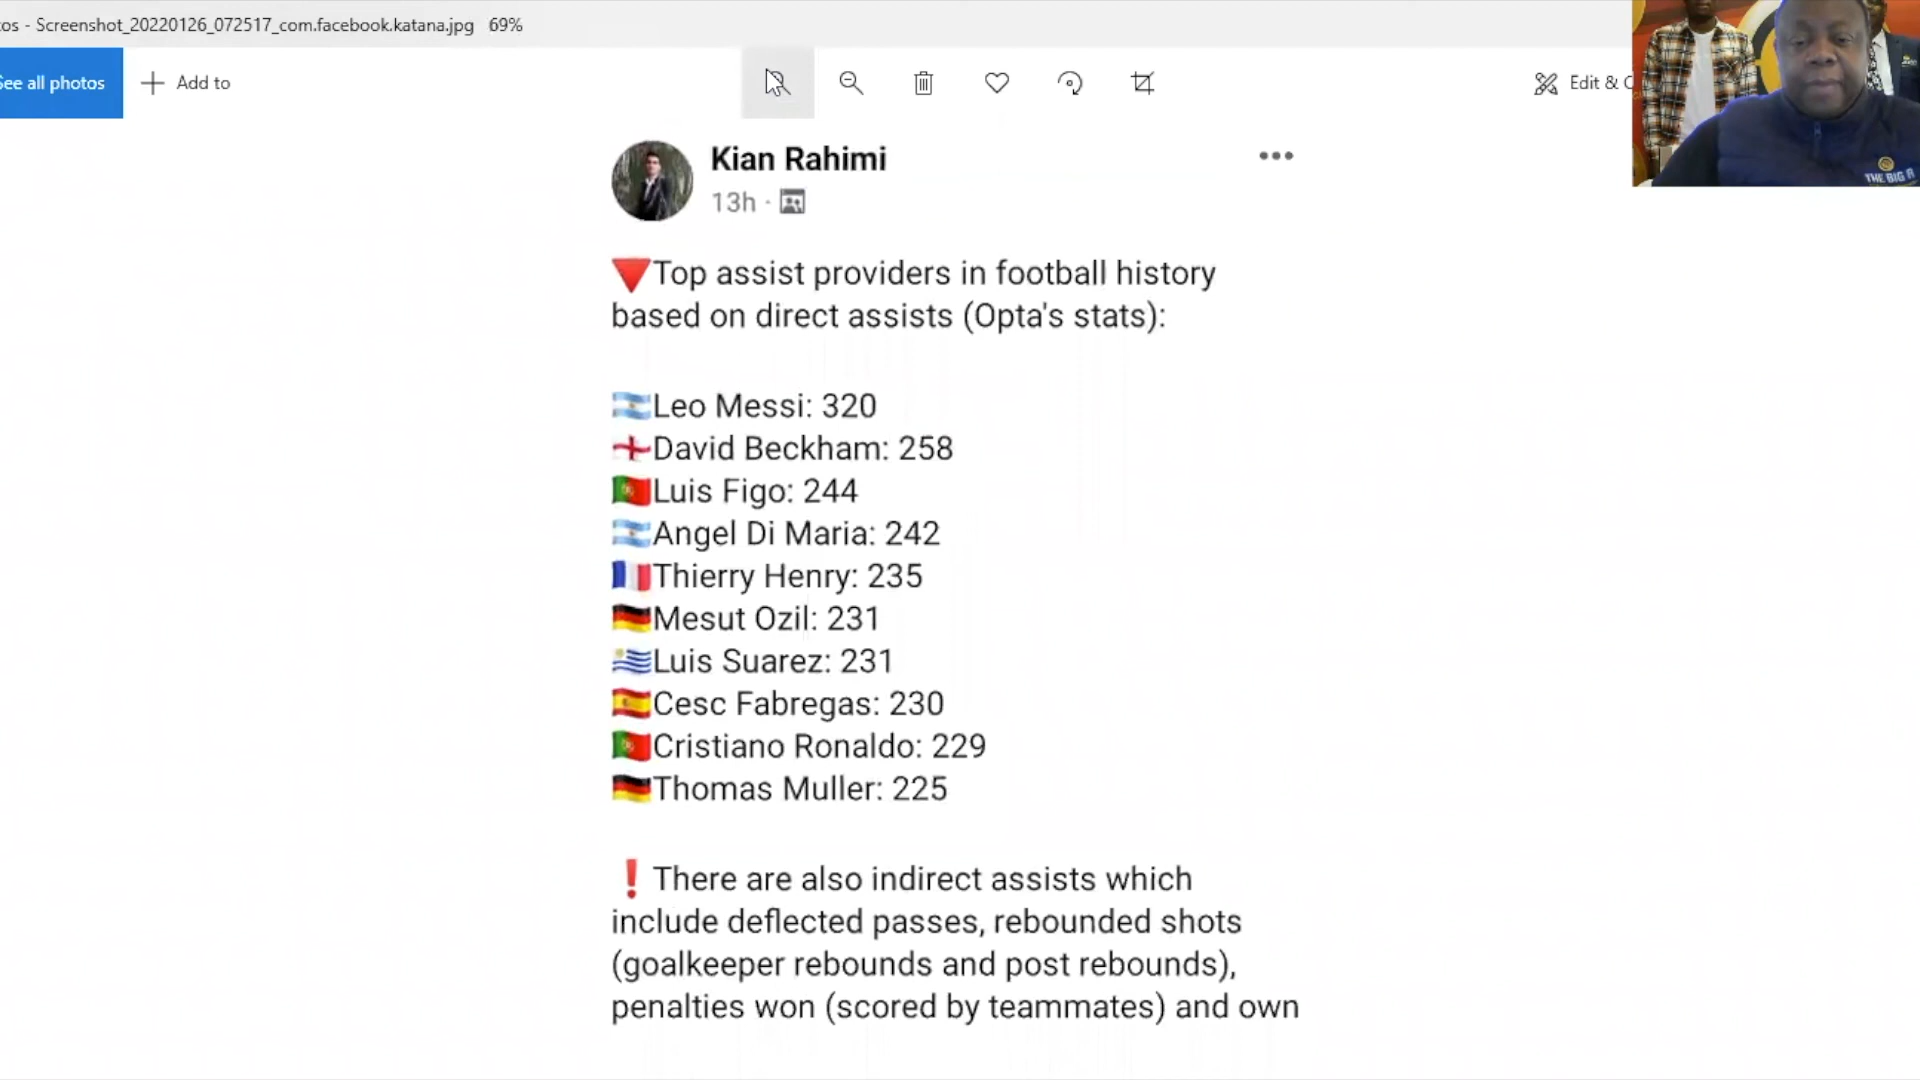 os - Screenshot_20220126_072517_com.facebook.katana.jpg 69%
See all photos
Add to
Edit & C
THE BIG
Kian Rahimi
13h ·
🔻Top assist providers in football history
based on direct assists (Opta's stats):
🇦🇷Leo Messi: 320
🏴󠁧󠁢󠁥󠁮󠁧󠁿David Beckham: 258
🇵🇹Luis Figo: 244
🇦🇷Angel Di Maria: 242
🇫🇷Thierry Henry: 235
🇩🇪Mesut Ozil: 231
🇺🇾Luis Suarez: 231
🇪🇸Cesc Fabregas: 230
🇵🇹Cristiano Ronaldo: 229
🇩🇪Thomas Muller: 225
❗There are also indirect assists which
include deflected passes, rebounded shots
(goalkeeper rebounds and post rebounds),
penalties won (scored by teammates) and own